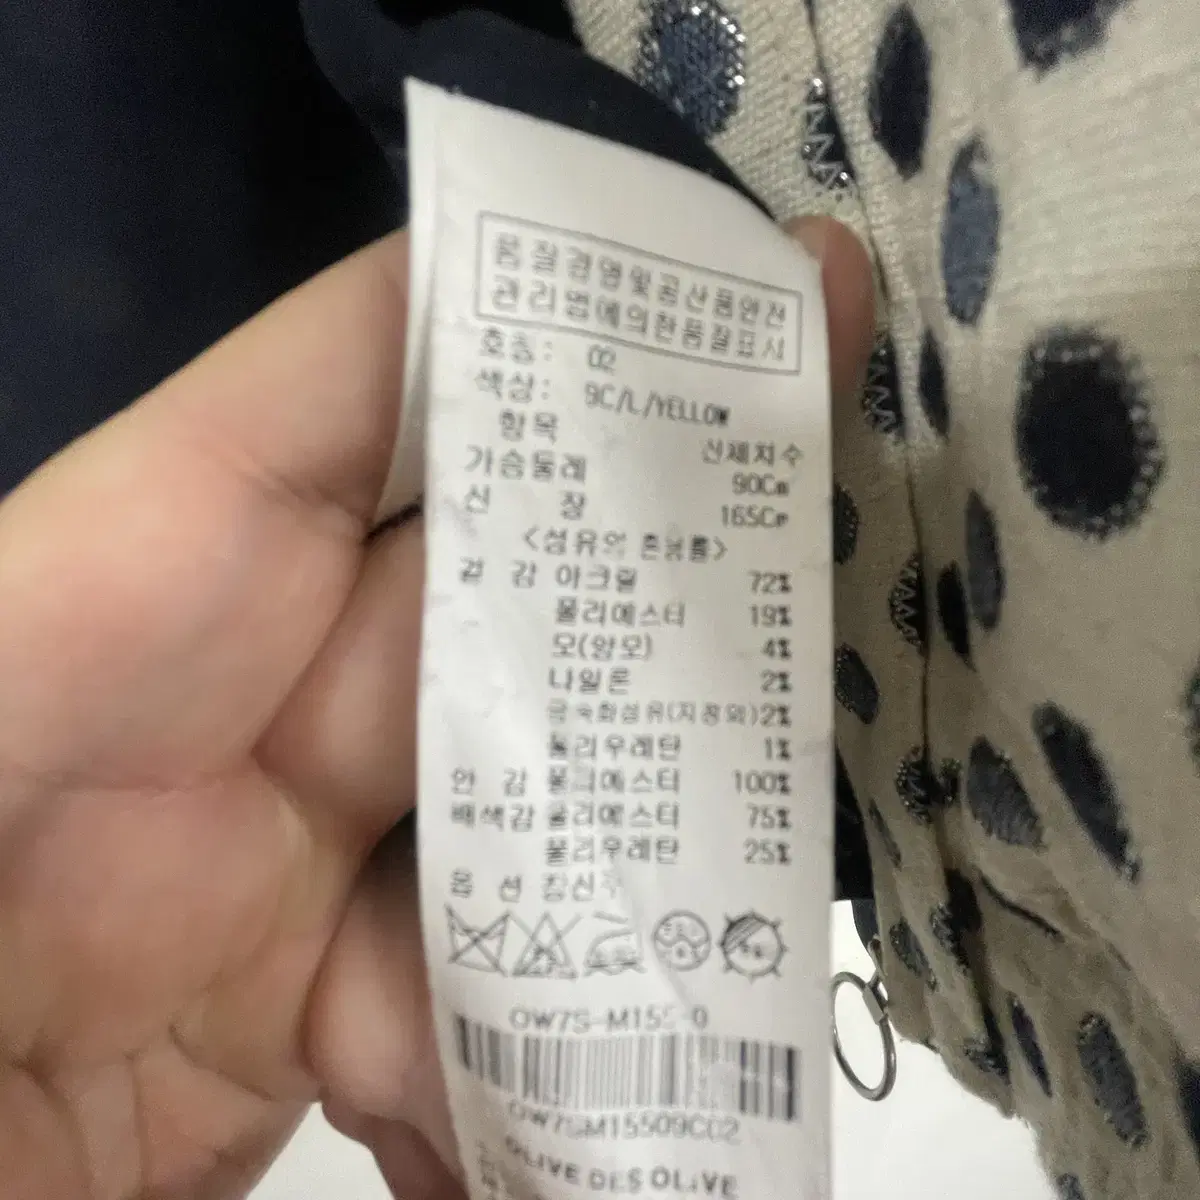 품질경영및공산품안전
관리법에의한품질표시
호칭: 02
색상: 9C/L/YELLOW
항목 신체치수
가슴둘레 90Cm
신 장 165Cm
<섬유의 혼용률>
겉 감 아크릴 72%
폴리에스터 19%
모(양모) 4%
나일론 2%
금속화섬유(지정외)2%
폴리우레탄 1%
안 감 폴리에스터 100%
배색감 폴리에스터 75%
폴리우레탄 25%
옵 션
OW7SM15509C02
OLIVE DES OLIVE